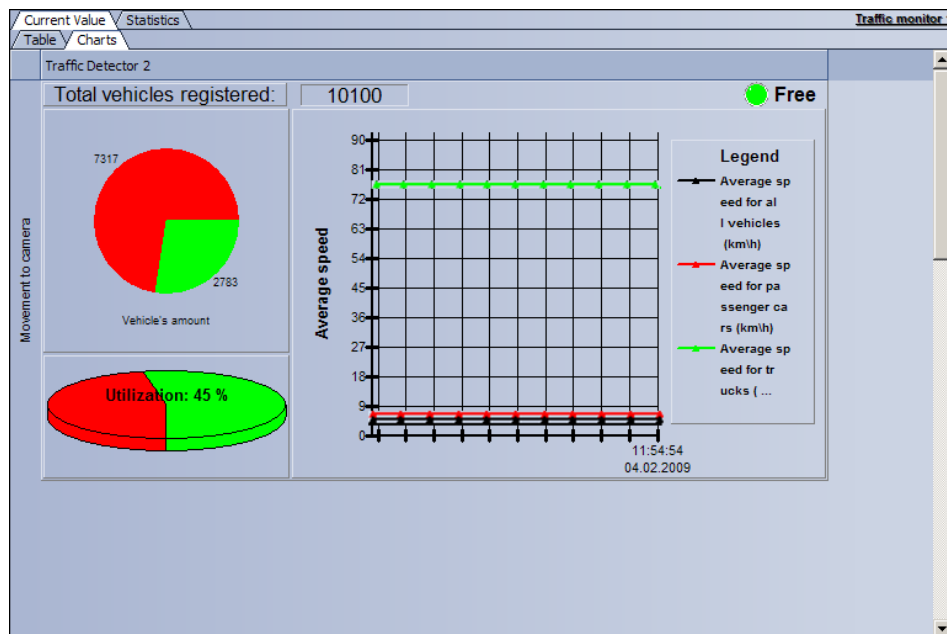 Current Value
Statistics
Traffic monitor
Table
Charts
Traffic Detector 2
Total vehicles registered:
10100
Free
Movement to camera
7317
2783
Vehicle's amount
Utilization: 45 %
Average speed
90
81
72
63
54
45
36
27
18
9
0
11:54:54
04.02.2009
Legend
Average sp
eed for al
l vehicles
(km\h)
Average sp
eed for pa
ssenger ca
rs (km\h)
Average sp
eed for tr
ucks ( ...